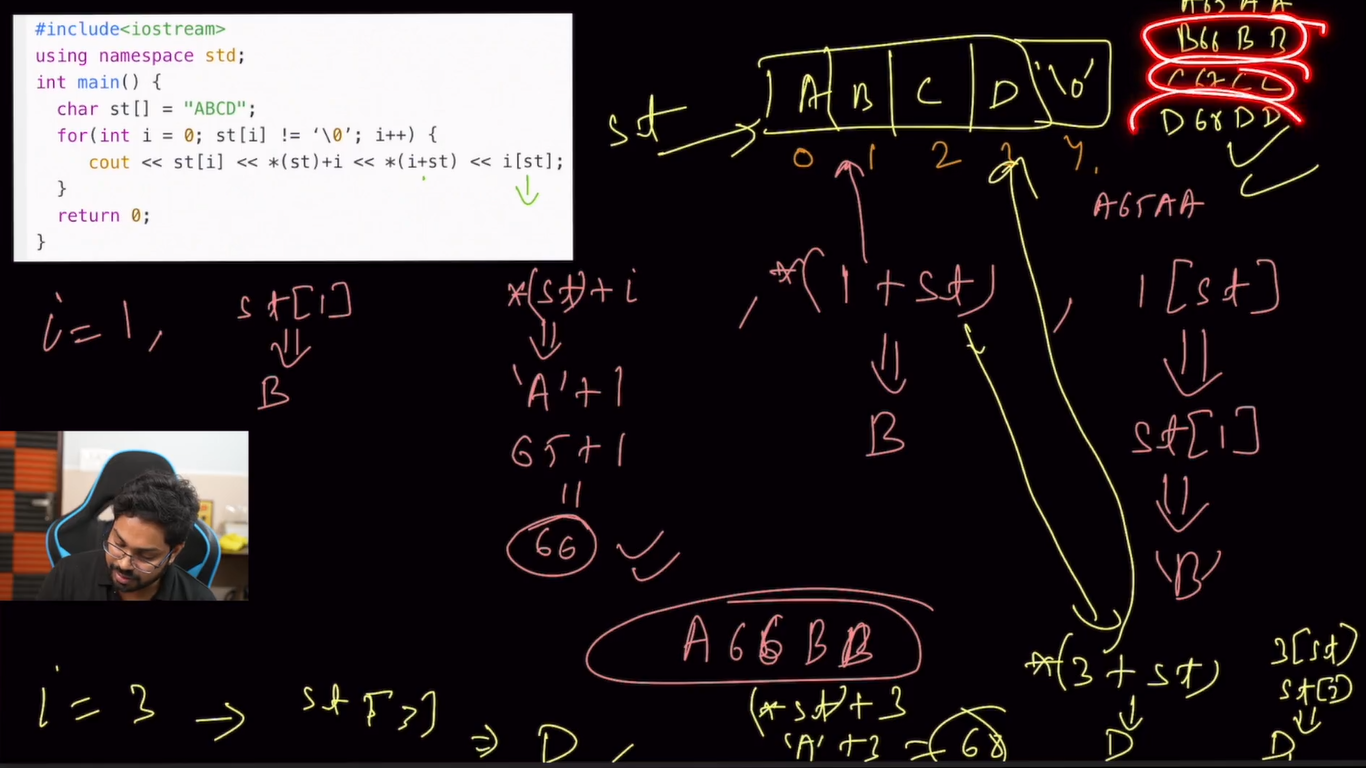 #include<iostream>
using namespace std;
int main() {
char st[] = "ABCD";
for(int i = 0; st[i] != ‘\0’; i++) {
cout << st[i] << *(st)+i << *(i+st) << i[st];
}
return 0;
}
st
A B C D '\0'
0 1 2 3 4
A65 A A
B66 B B
C 67 C C
D 68 D D
A65AA
i = 1, st[1] *(st)+i , *(1 + st) , 1[st]
B
'A'+1
65+1
66
B
st[1]
'B'
A 66 B B
i = 3 → st[3] ⇒ D ,
(*st)+3
'A'+3 = 68
*(3 + st)
D
3[st]
st[3]
D